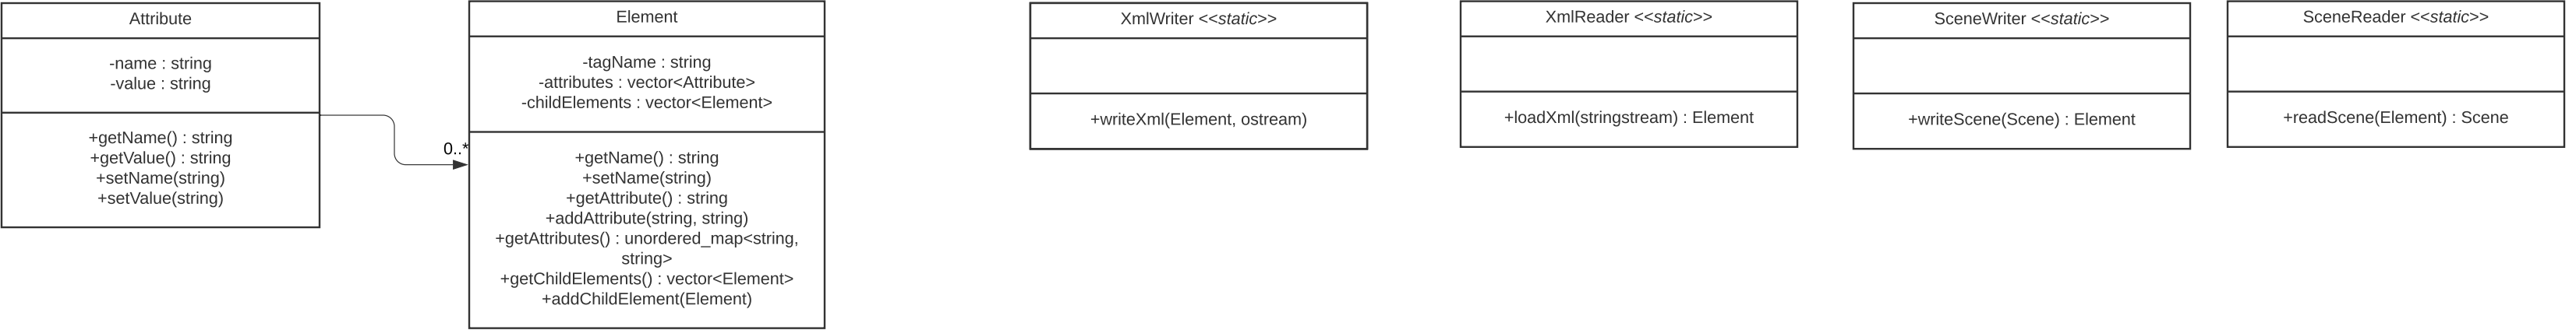 Attribute
-name : string
-value : string
+getName() : string
+getValue() : string
+setName(string)
+setValue(string)
0..*
Element
-tagName : string
-attributes : vector<Attribute>
-childElements : vector<Element>
+getName() : string
+setName(string)
+getAttribute() : string
+addAttribute(string, string)
+getAttributes() : unordered_map<string,
string>
+getChildElements() : vector<Element>
+addChildElement(Element)
XmlWriter <<static>>
+writeXml(Element, ostream)
XmlReader <<static>>
+loadXml(stringstream) : Element
SceneWriter <<static>>
+writeScene(Scene) : Element
SceneReader <<static>>
+readScene(Element) : Scene